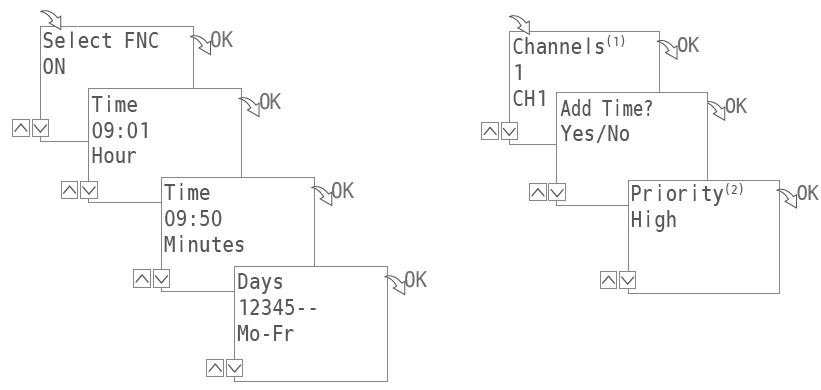 Select FNC
ON
OK
Time
09:01
Hour
OK
Time
09:50
Minutes
OK
Days
12345--
Mo-Fr
OK
Channels(1)
1
CH1
OK
Add Time?
Yes/No
OK
Priority(2)
High
OK